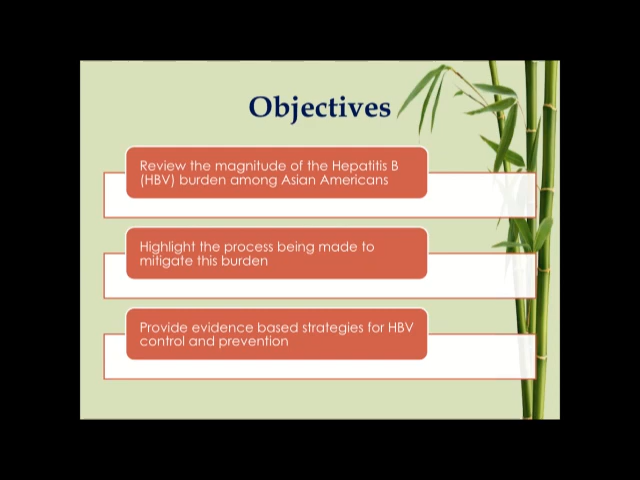 Objectives
Review the magnitude of the Hepatitis B
(HBV) burden among Asian Americans
Highlight the process being made to
mitigate this burden
Provide evidence based strategies for HBV
control and prevention